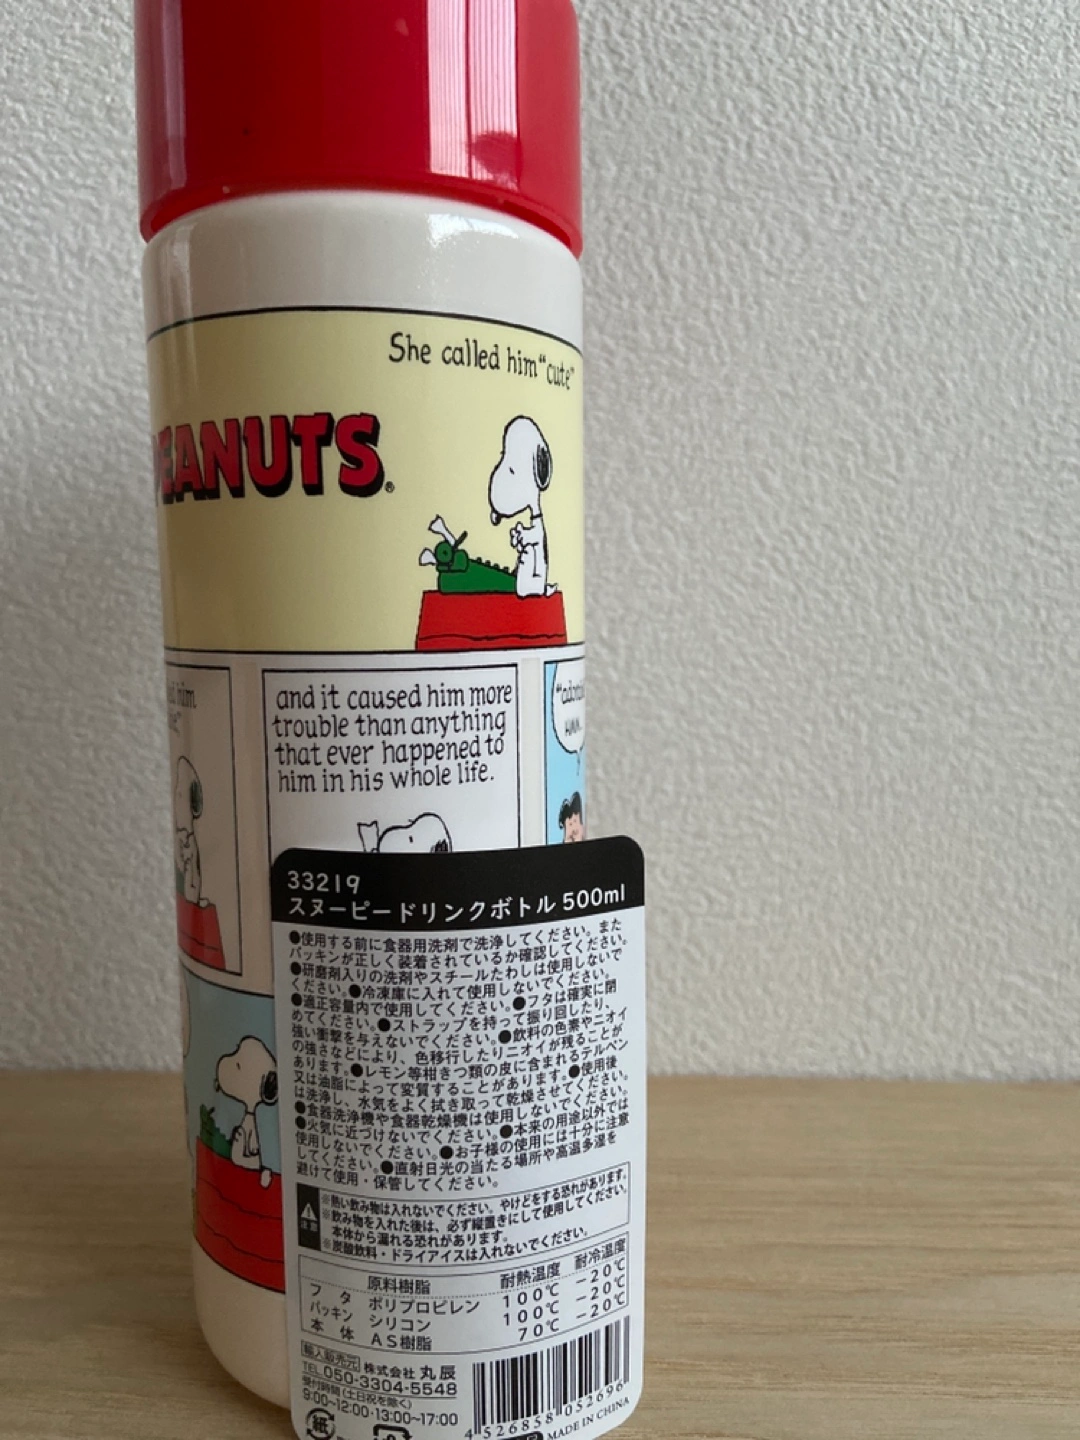 She called him "cute"
PEANUTS®
and it caused him more
trouble than anything
that ever happened to
him in his whole life.
HMM..
33219
スヌーピードリンクボトル 500ml
●使用する前に食器用洗剤で洗浄してください。また
パッキンが正しく装着されているか確認してください。
●研磨剤入りの洗剤やスチールたわしは使用しないで
ください。●冷凍庫に入れて使用しないでください。
●適正容量内で使用してください。●フタは確実に閉
めてください。●ストラップを持って振り回したり、
強い衝撃を与えないでください。●飲料の色素やニオイ
の強さなどにより、色移行したりニオイが残ることが
あります。●レモン等柑きつ類の皮に含まれるテルペン
又は油脂によって変質することがあります。●使用後
は洗浄し、水気をよく拭き取って乾燥させてください。
●食器洗浄機や食器乾燥機は使用しないでください。
●火気に近づけないでください。●本来の用途以外では
使用しないでください。●お子様の使用には十分に注意
してください。●直射日光の当たる場所や高温多湿を
避けて使用・保管してください。
注意
※熱い飲み物は入れないでください。やけどをする恐れがあります。
※飲み物を入れた後は、必ず縦置きにして使用してください。
本体から漏れる恐れがあります。
※炭酸飲料・ドライアイスは入れないでください。
原料樹脂 耐熱温度 耐冷温度
フタ ポリプロピレン 100℃ -20℃
パッキン シリコン 100℃ -20℃
本体 AS樹脂 70℃ -20℃
輸入販売元 株式会社 丸辰
TEL 050-3304-5548
受付時間(土日祝を除く)
9:00~12:00・13:00~17:00
紙
4 526858 052696
MADE IN CHINA